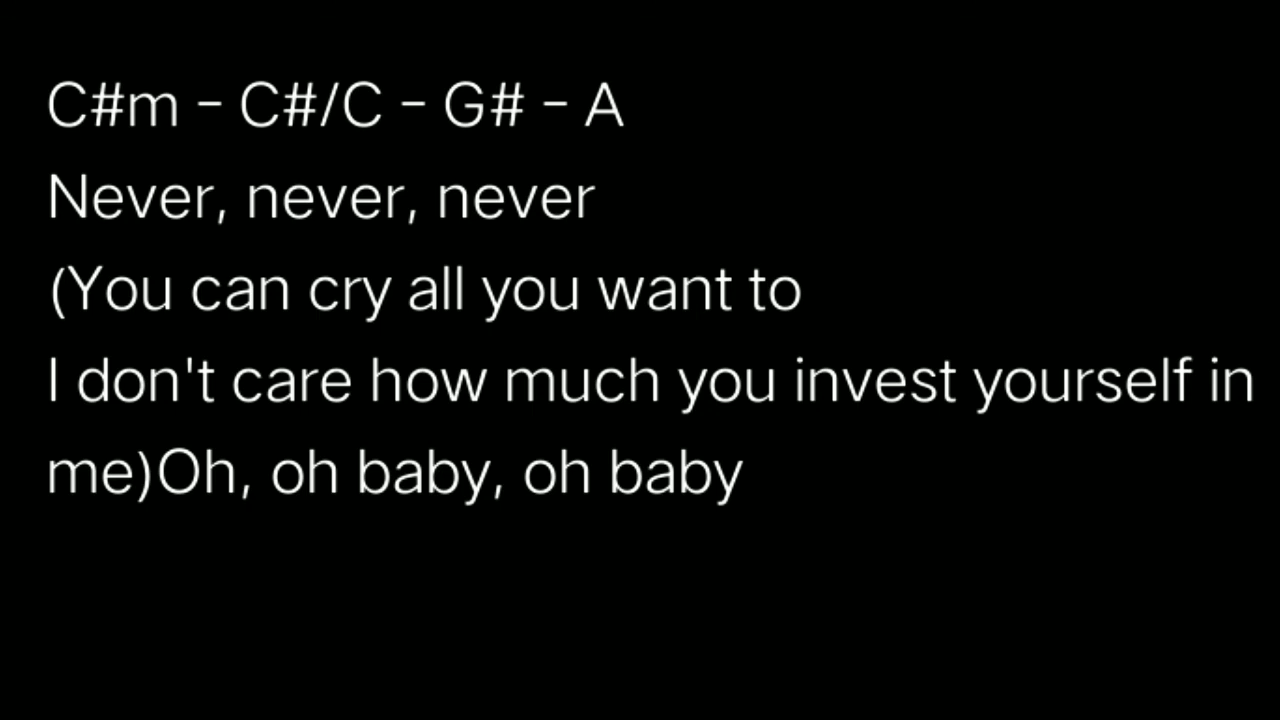 C#m - C#/C - G# - A
Never, never, never
(You can cry all you want to
I don't care how much you invest yourself in
me)Oh, oh baby, oh baby